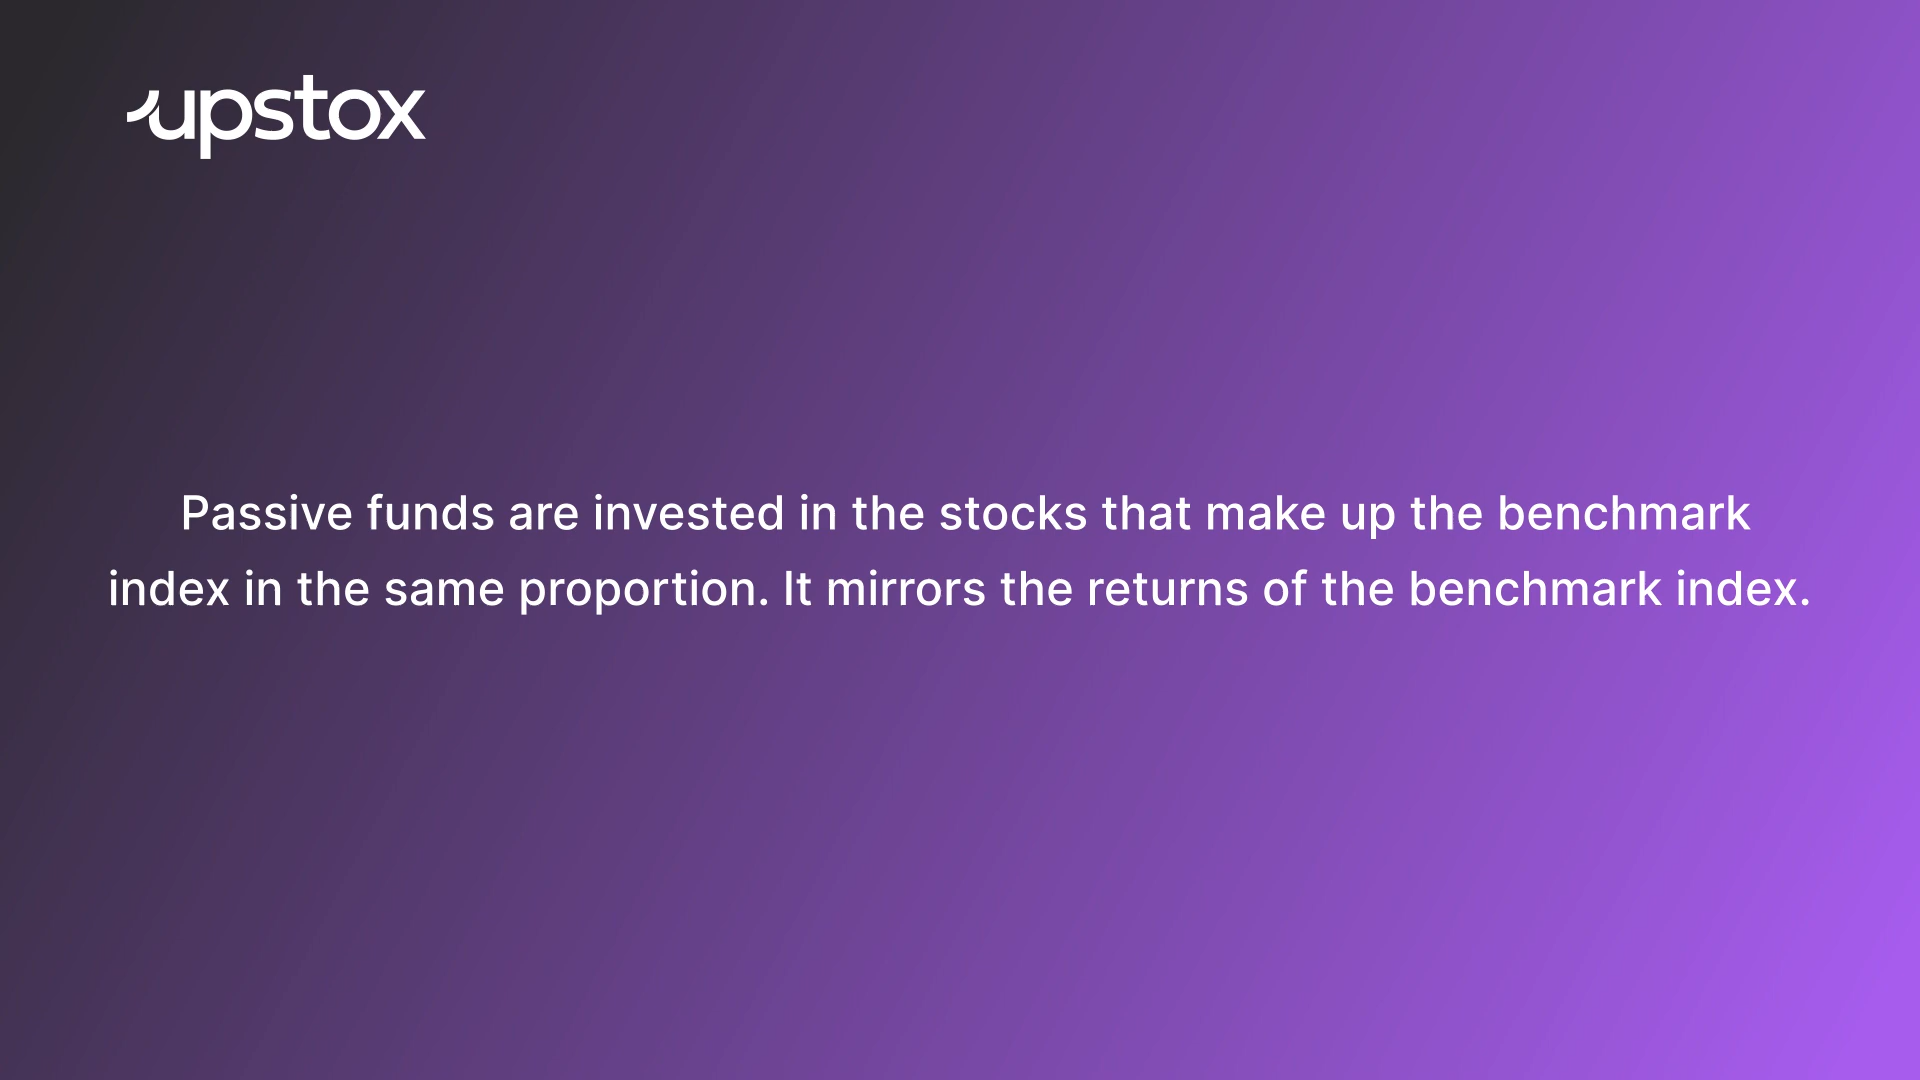 upstox
Passive funds are invested in the stocks that make up the benchmark
index in the same proportion. It mirrors the returns of the benchmark index.